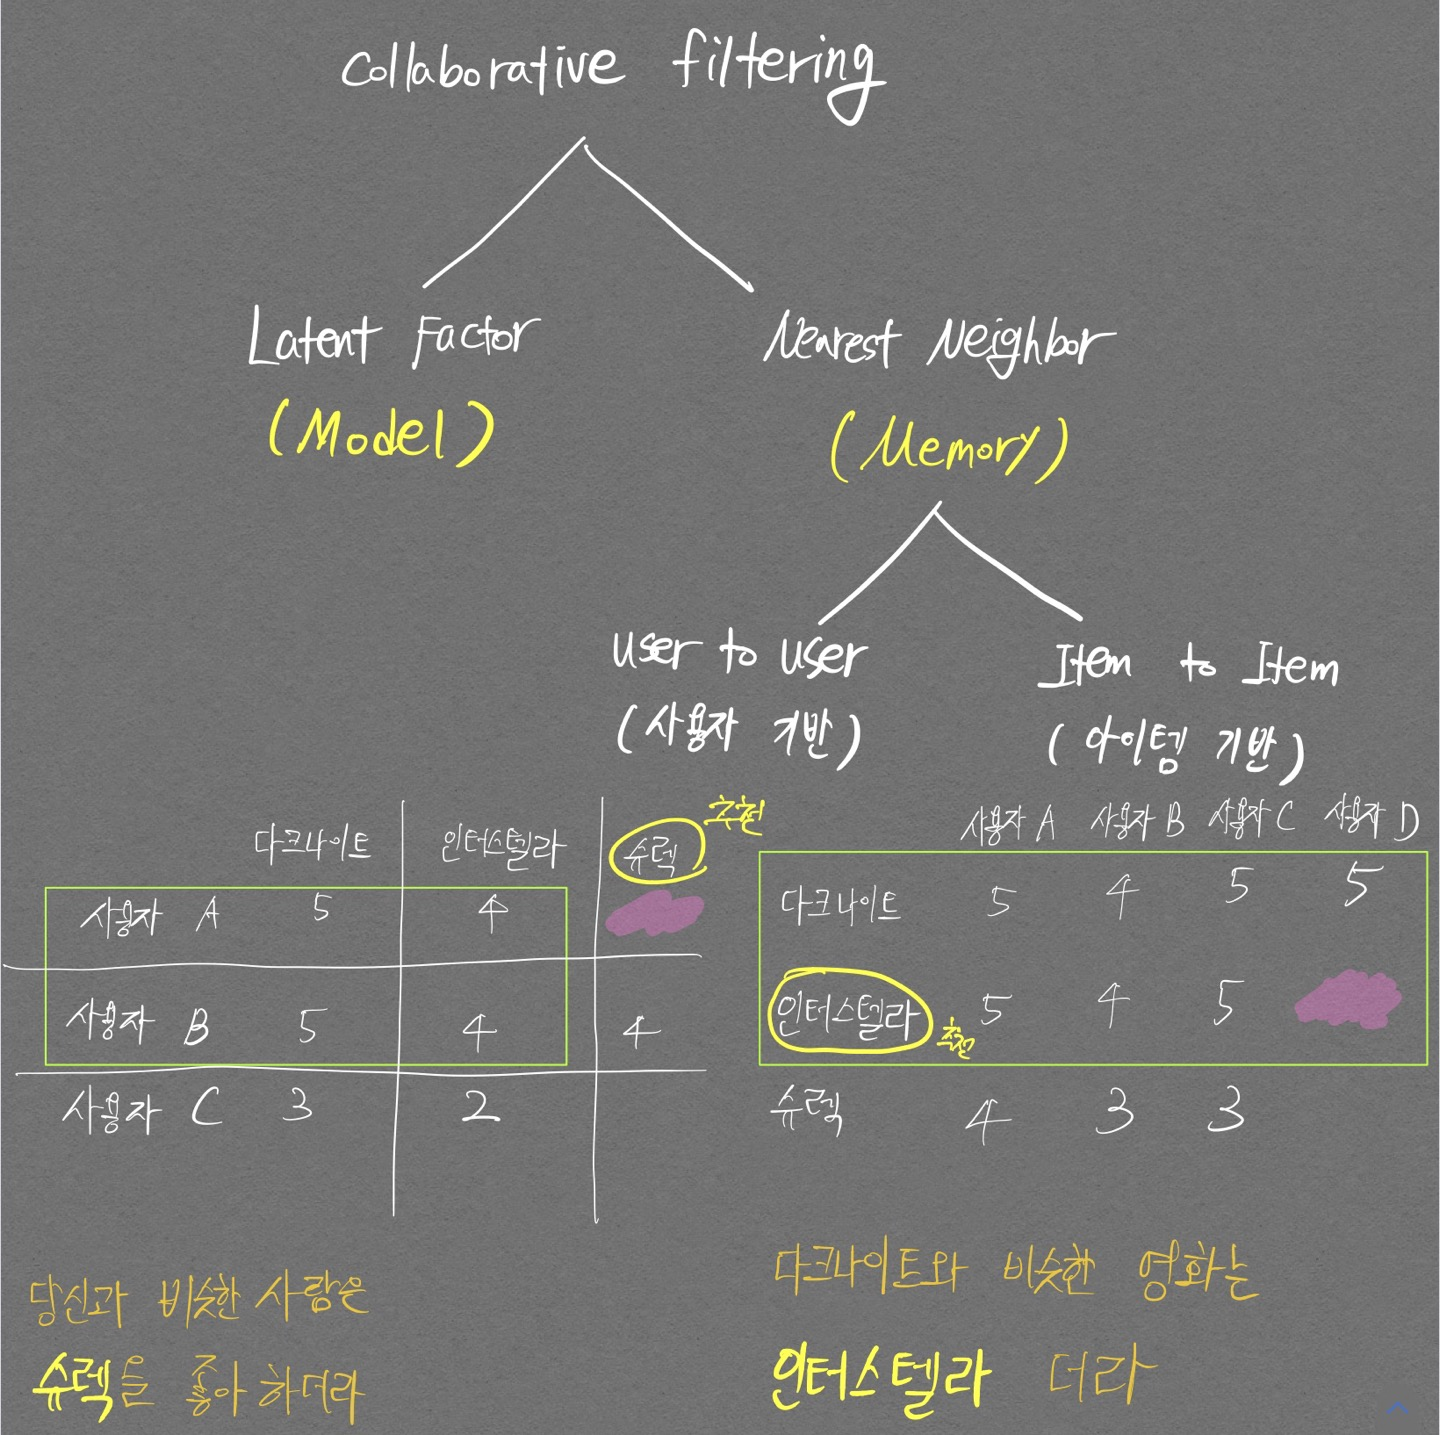 Collaborative filtering
Latent Factor
(Model)
Nearest Neighbor
(Memory)
User to User
(사용자 기반)
Item to Item
(아이템 기반)
추천
다크나이트 인터스텔라 슈렉
사용자 A 5 4
사용자 B 5 4 4
사용자 C 3 2
당신과 비슷한 사람은
슈렉을 좋아하더라
사용자 A 사용자 B 사용자 C 사용자 D
다크나이트 5 4 5 5
인터스텔라 추천 5 4 5
슈렉 4 3 3
다크나이트와 비슷한 영화는
인터스텔라 더라